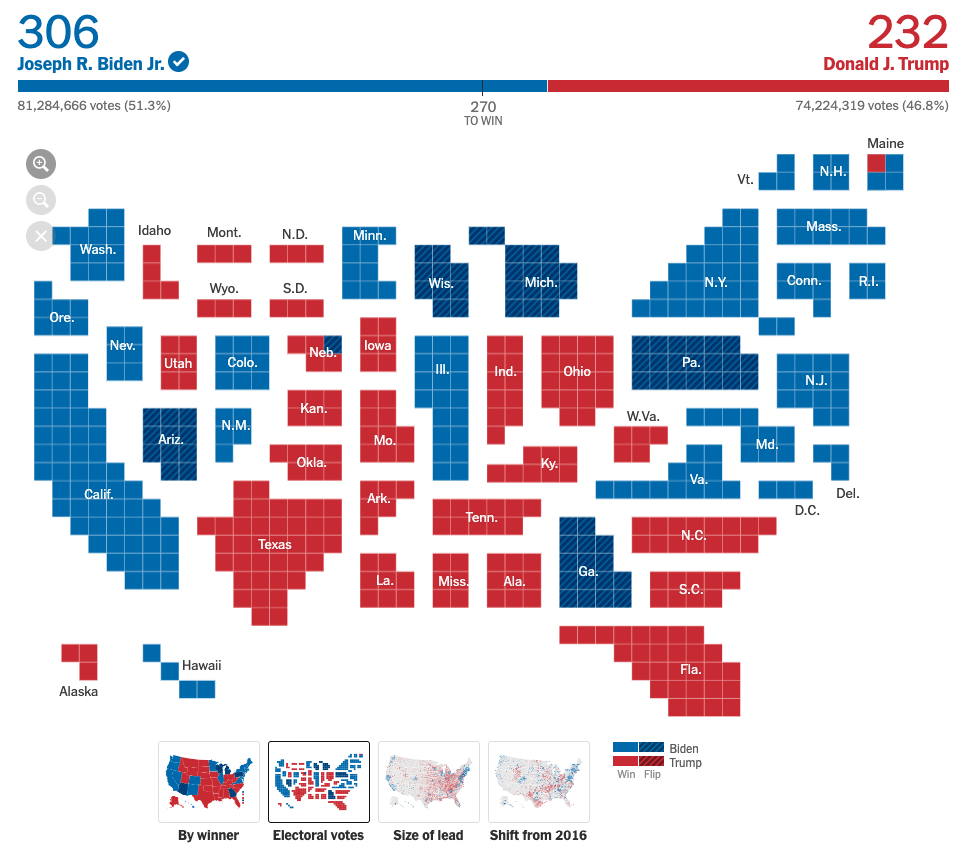 306
232
Joseph R. Biden Jr.
Donald J. Trump
81,284,666 votes (51.3%)
270
TO WIN
74,224,319 votes (46.8%)
Maine
Vt.
N.H.
Wash.
Idaho
Mont.
N.D.
Minn.
Mass.
Wis.
Mich.
N.Y.
Conn.
R.I.
Ore.
Wyo.
S.D.
Nev.
Utah
Colo.
Neb.
Iowa
Ill.
Ind.
Ohio
Pa.
N.J.
Ariz.
N.M.
Kan.
Mo.
W.Va.
Md.
Okla.
Ky.
Va.
Del.
Calif.
Ark.
D.C.
Texas
Tenn.
N.C.
La.
Miss.
Ala.
Ga.
S.C.
Alaska
Hawaii
Fla.
Biden
Trump
Win Flip
By winner
Electoral votes
Size of lead
Shift from 2016